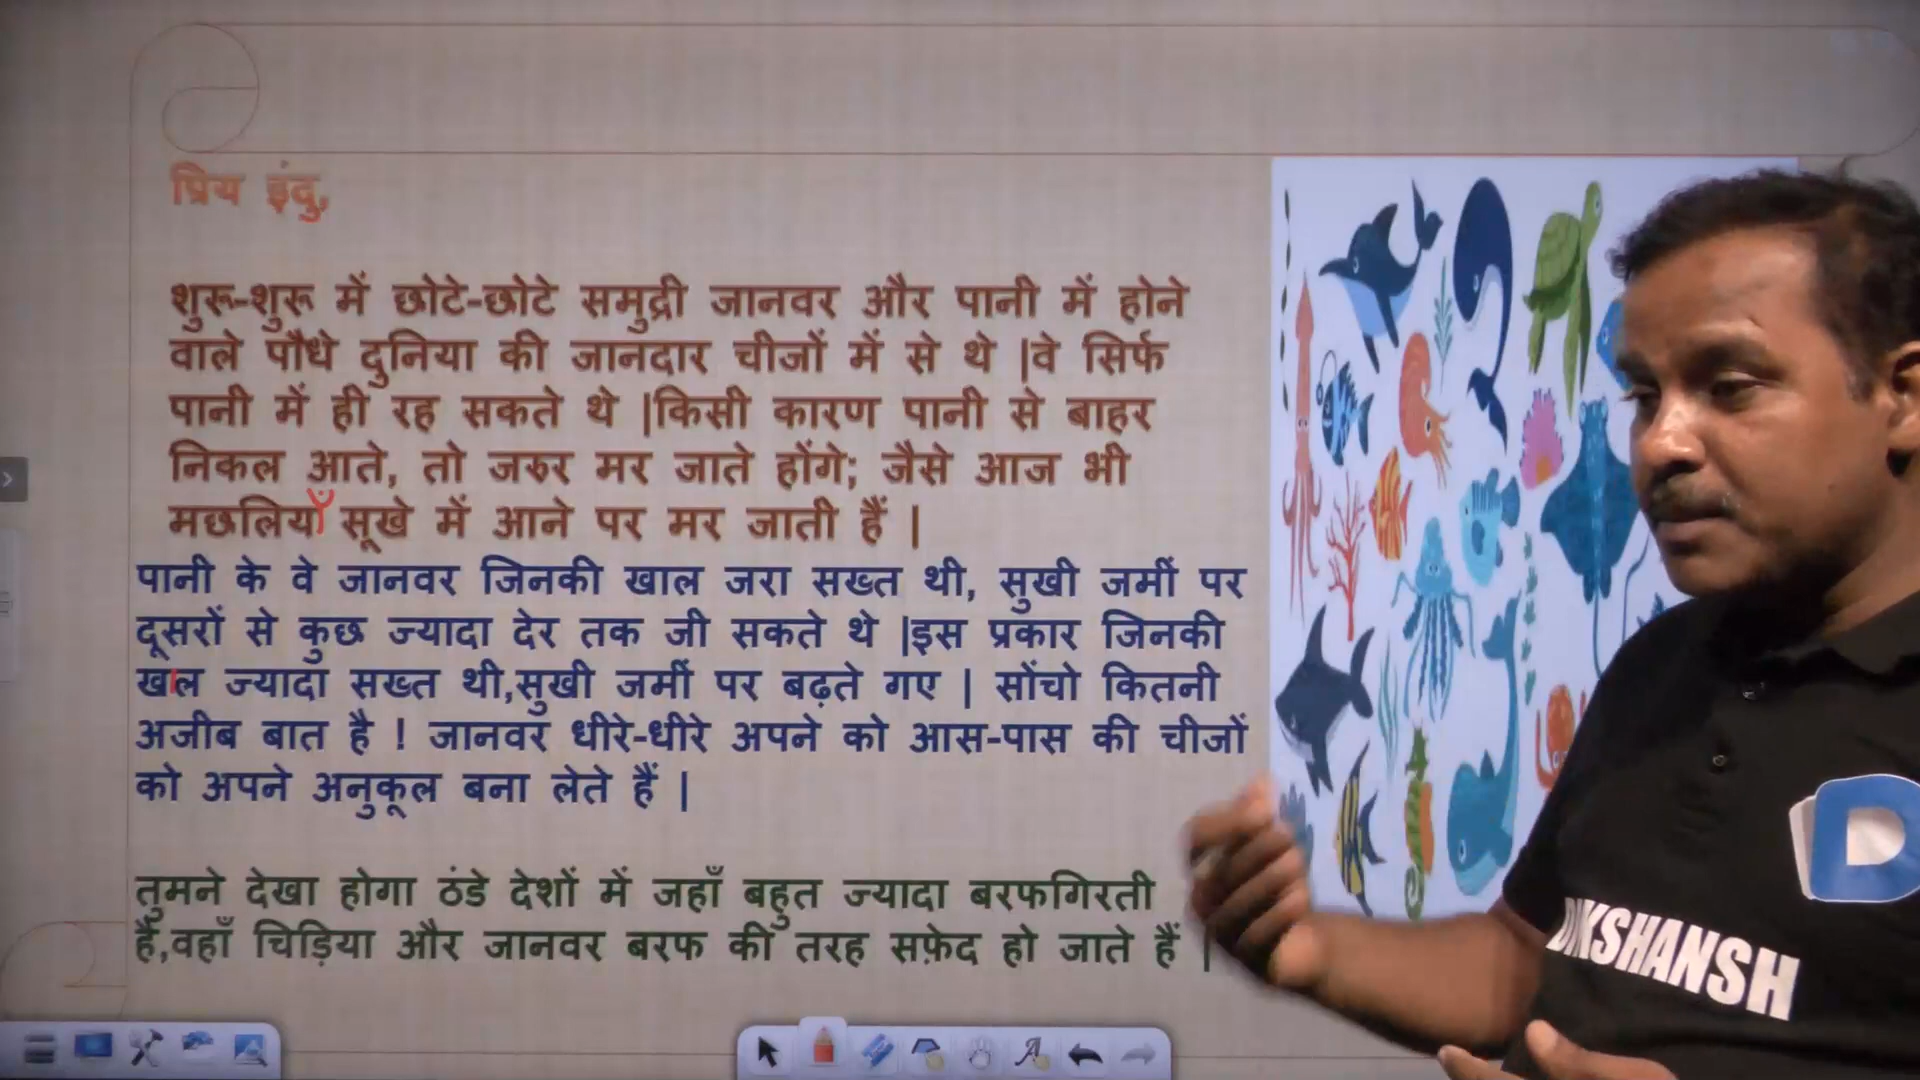 प्रिय इंदु,
शुरू-शुरू में छोटे-छोटे समुद्री जानवर और पानी में होने
वाले पौधे दुनिया की जानदार चीजों में से थे |वे सिर्फ
पानी में ही रह सकते थे |किसी कारण पानी से बाहर
निकल आते, तो जरुर मर जाते होंगे; जैसे आज भी
मछलियाँ सूखे में आने पर मर जाती हैं |
पानी के वे जानवर जिनकी खाल जरा सख्त थी, सुखी जमीं पर
दूसरों से कुछ ज्यादा देर तक जी सकते थे |इस प्रकार जिनकी
खाल ज्यादा सख्त थी,सुखी जमीं पर बढ़ते गए | सोंचो कितनी
अजीब बात है ! जानवर धीरे-धीरे अपने को आस-पास की चीजों
को अपने अनुकूल बना लेते हैं |
तुमने देखा होगा ठंडे देशों में जहाँ बहुत ज्यादा बरफगिरती
हैं,वहाँ चिड़िया और जानवर बरफ की तरह सफ़ेद हो जाते हैं |
D
DIKSHANSH